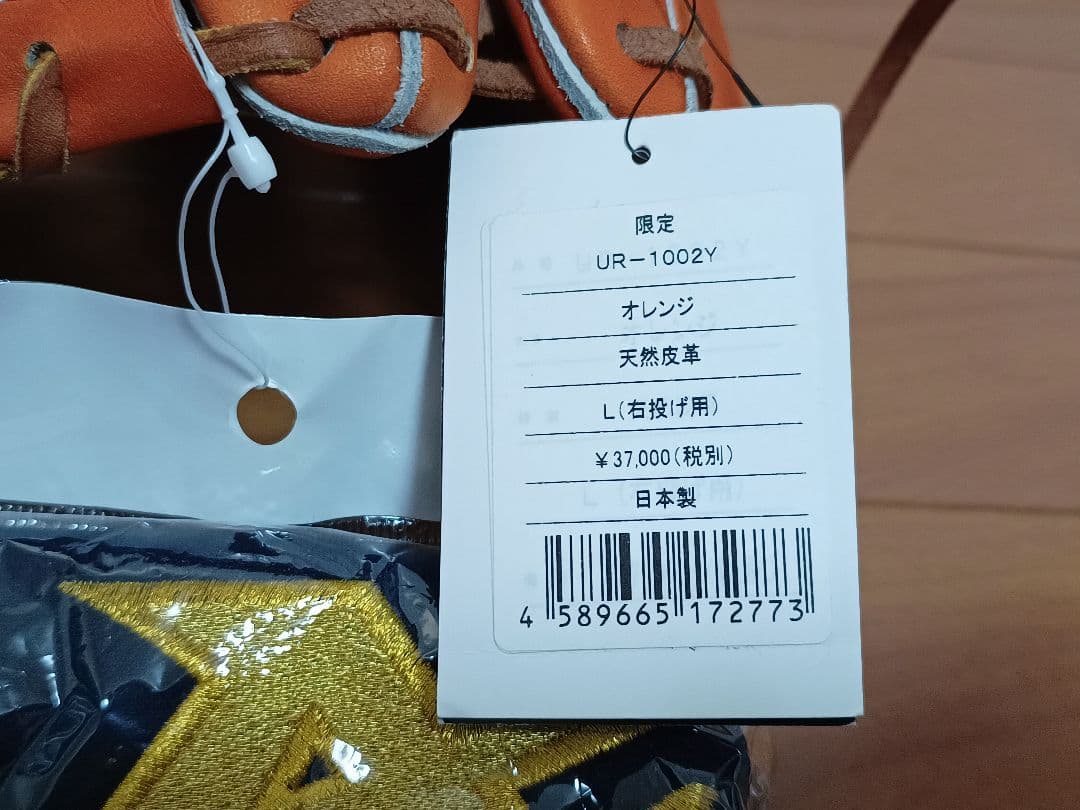 限定
UR-1002Y
オレンジ
天然皮革
L(右投げ用)
¥37,000(税別)
日本製
4 589665 172773